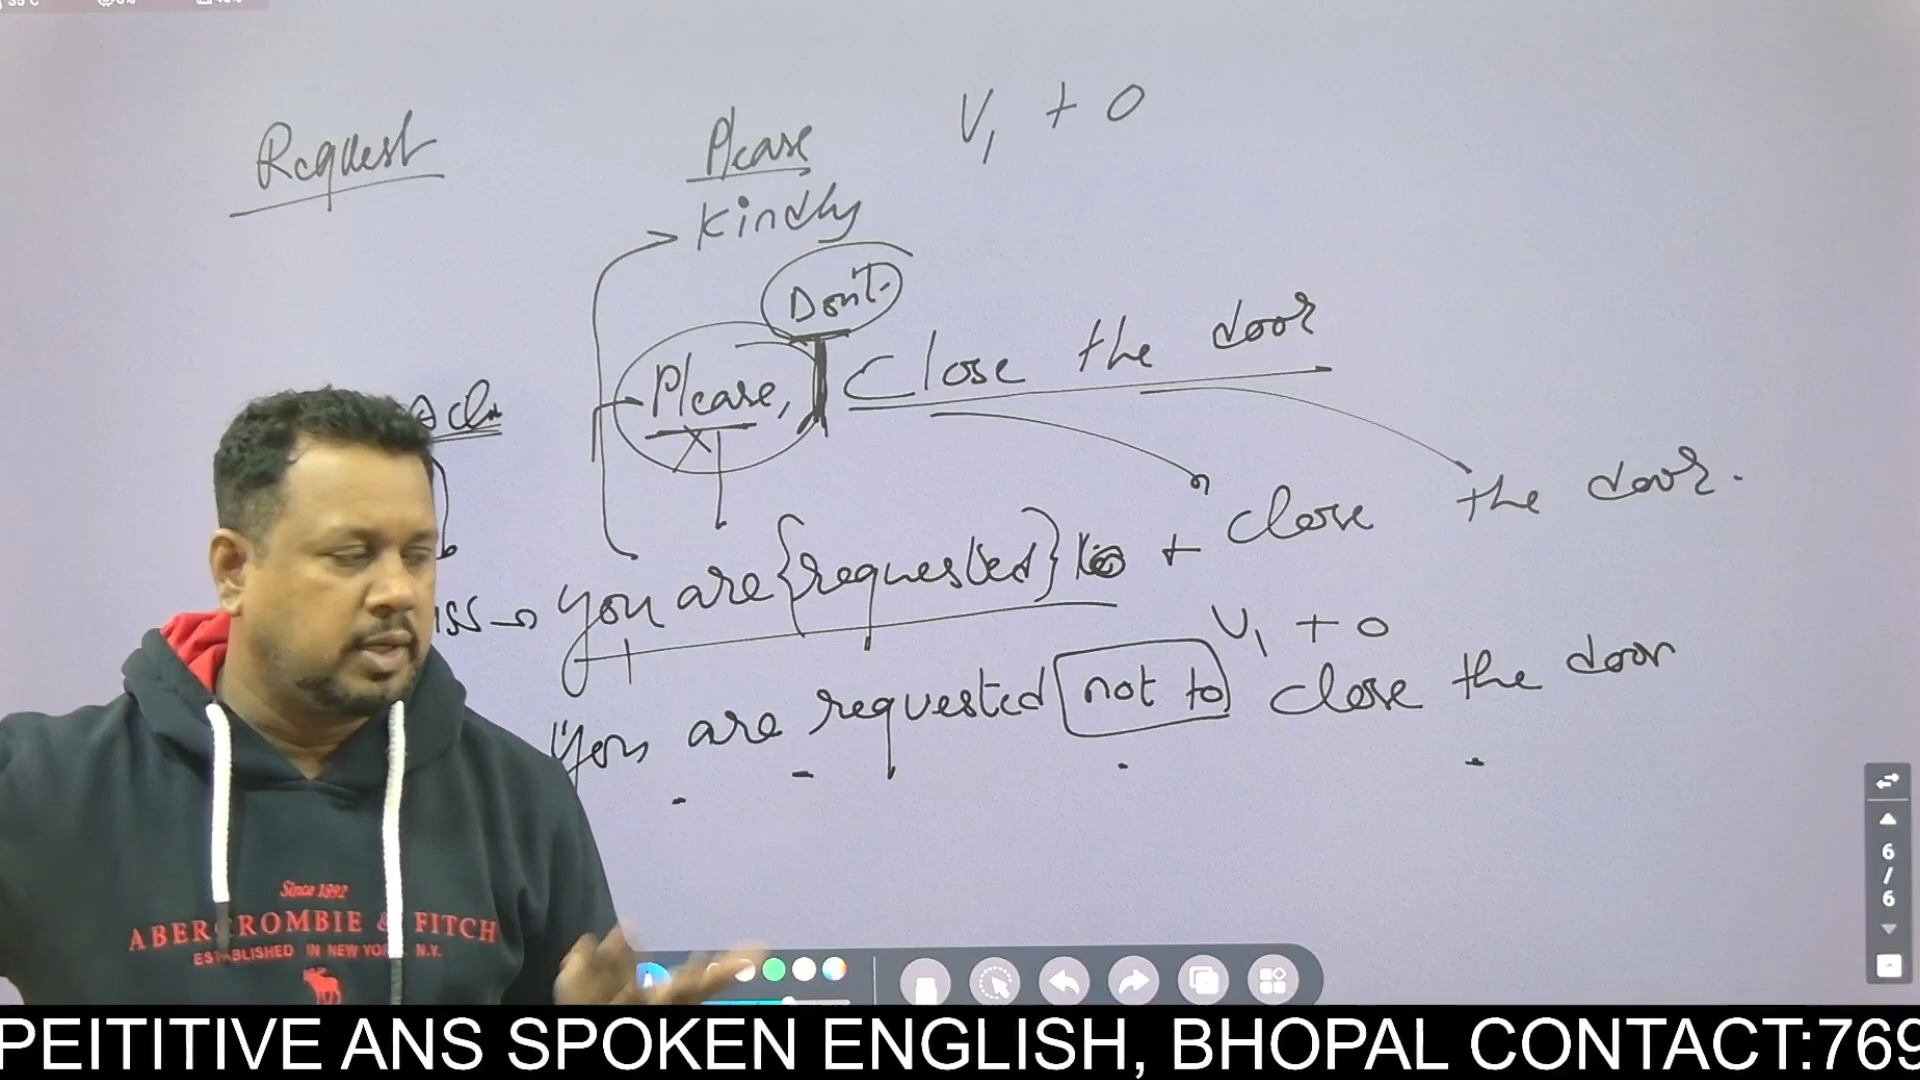 Request Please V1 + O
Kindly
Don't.
Please, Close the door
You are {requested} to + close the door.
V1 + O
You are requested not to close the door
Since 1892
ABERCROMBIE & FITCH
ESTABLISHED IN NEW YORK N.Y.
6
/
6
PEITITIVE ANS SPOKEN ENGLISH, BHOPAL CONTACT:769